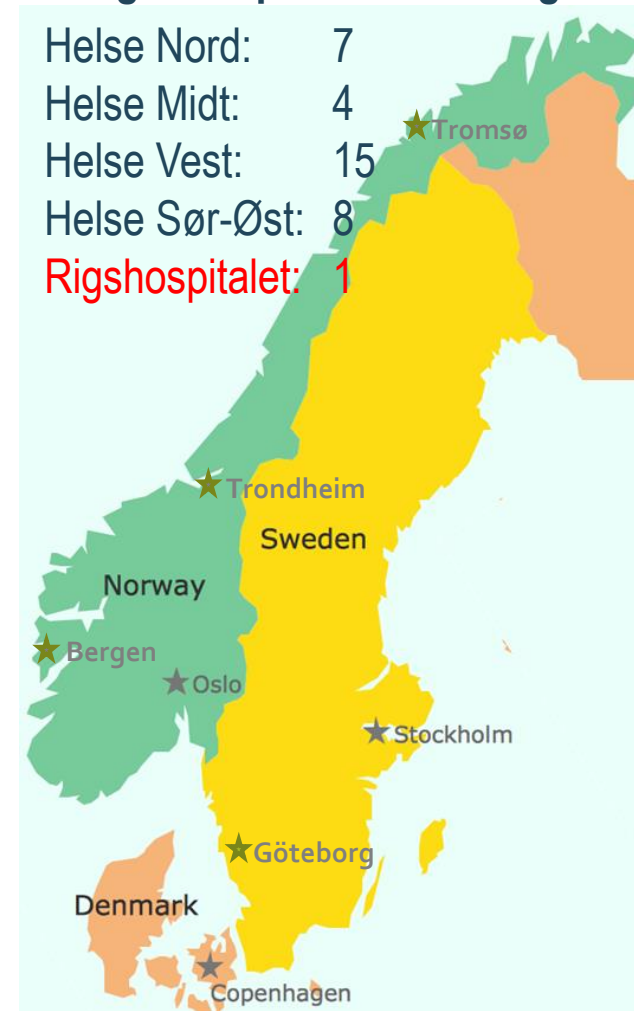 Helse Nord: 7
Helse Midt: 4
Helse Vest: 15
Helse Sør-Øst: 8
Rigshospitalet: 1
Tromsø
Trondheim
Sweden
Norway
Bergen
Oslo
Stockholm
Göteborg
Denmark
Copenhagen